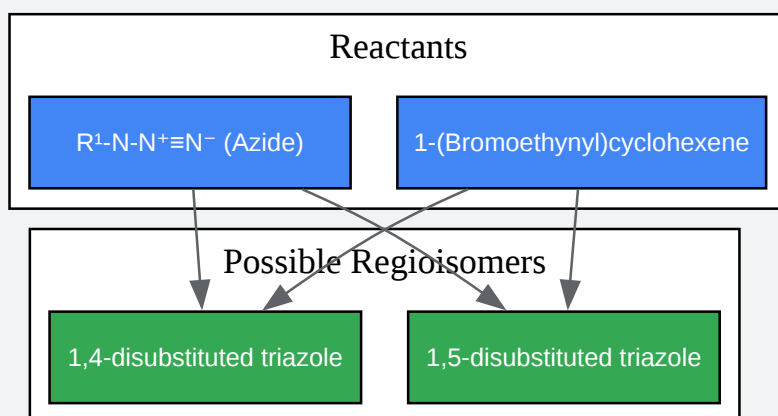 Reactants
R¹-N-N⁺≡N⁻ (Azide)
1-(Bromoethynyl)cyclohexene
Possible Regioisomers
1,4-disubstituted triazole
1,5-disubstituted triazole